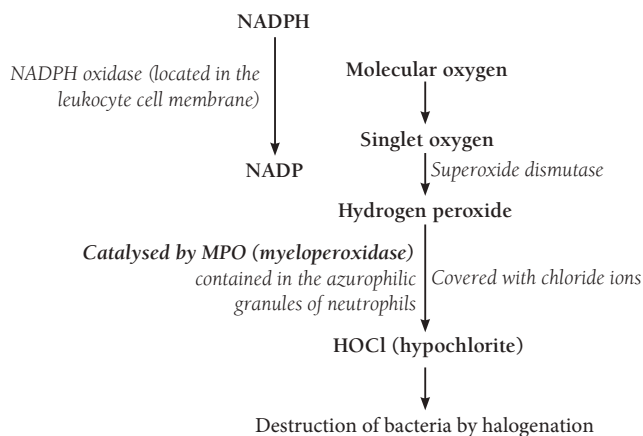 NADPH
NADPH oxidase (located in the
leukocyte cell membrane)
NADP
Molecular oxygen
Singlet oxygen
Superoxide dismutase
Hydrogen peroxide
Catalysed by MPO (myeloperoxidase)
contained in the azurophilic
granules of neutrophils
Covered with chloride ions
HOCl (hypochlorite)
Destruction of bacteria by halogenation